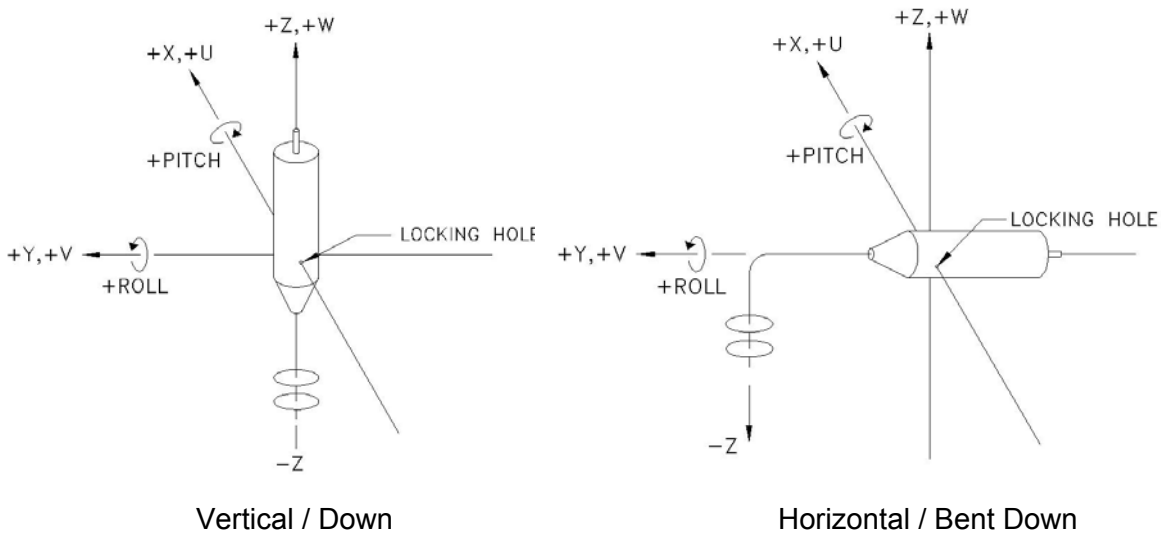 +Z,+W
+X,+U
+PITCH
LOCKING HOLE
+Y,+V
+ROLL
-Z
Vertical / Down
+Z,+W
+X,+U
+PITCH
LOCKING HOLE
+Y,+V
+ROLL
-Z
Horizontal / Bent Down